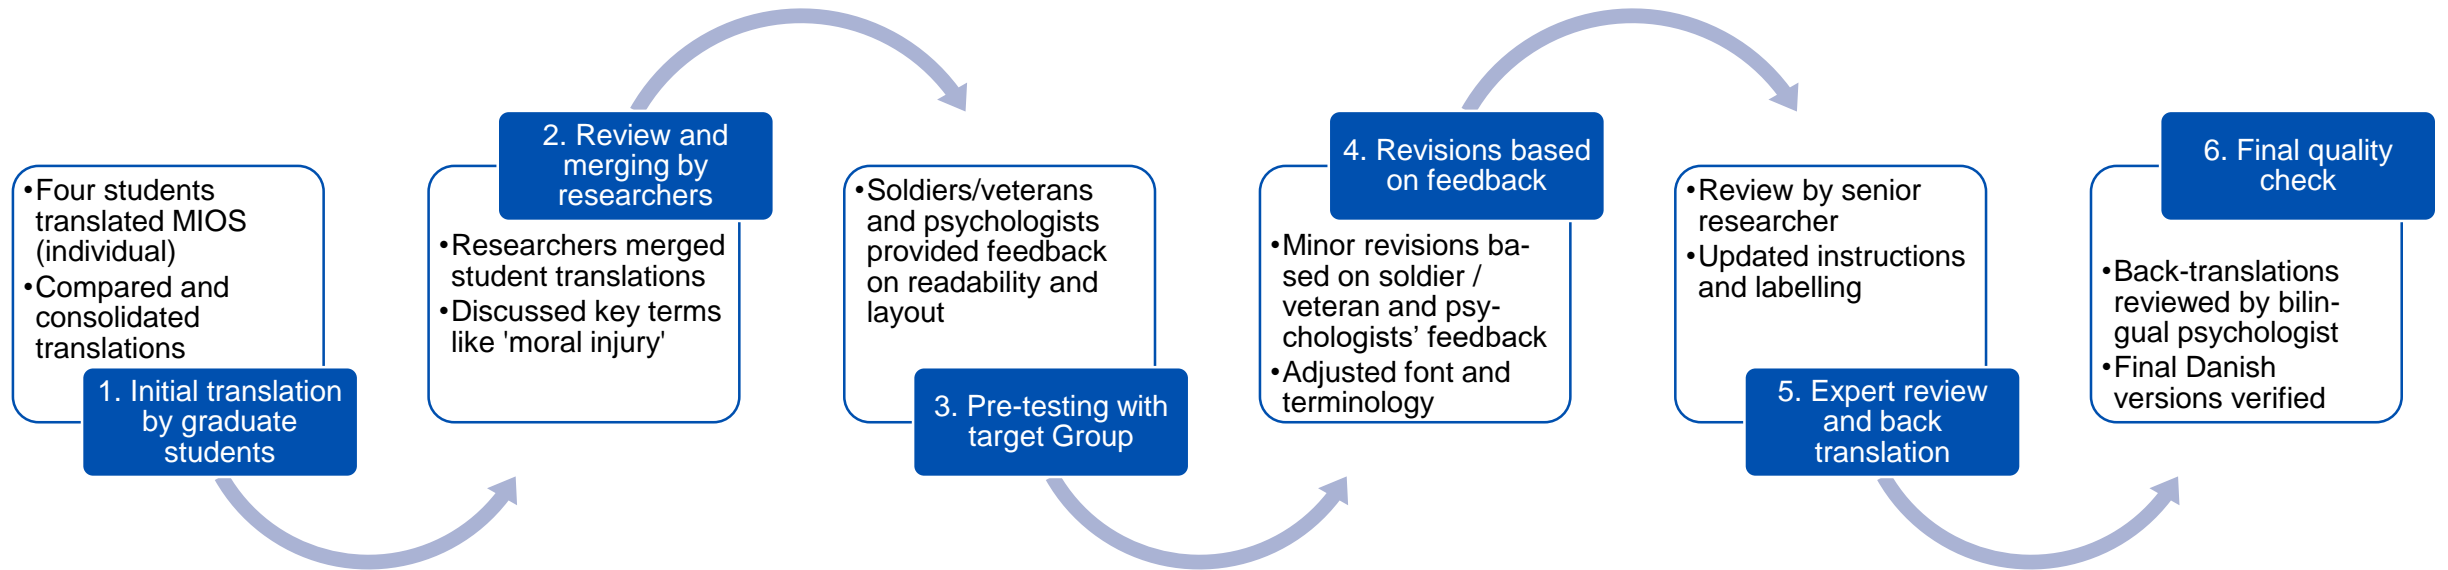 •Four students
translated MIOS
(individual)
•Compared and
consolidated
translations
1. Initial translation
by graduate
students
2. Review and
merging by
researchers
•Researchers merged
student translations
•Discussed key terms
like 'moral injury'
•Soldiers/veterans
and psychologists
provided feedback
on readability and
layout
3. Pre-testing with
target Group
4. Revisions based
on feedback
•Minor revisions ba-
sed on soldier /
veteran and psy-
chologists’ feedback
•Adjusted font and
terminology
•Review by senior
researcher
•Updated instructions
and labelling
5. Expert review
and back
translation
6. Final quality
check
•Back-translations
reviewed by bilin-
gual psychologist
•Final Danish
versions verified